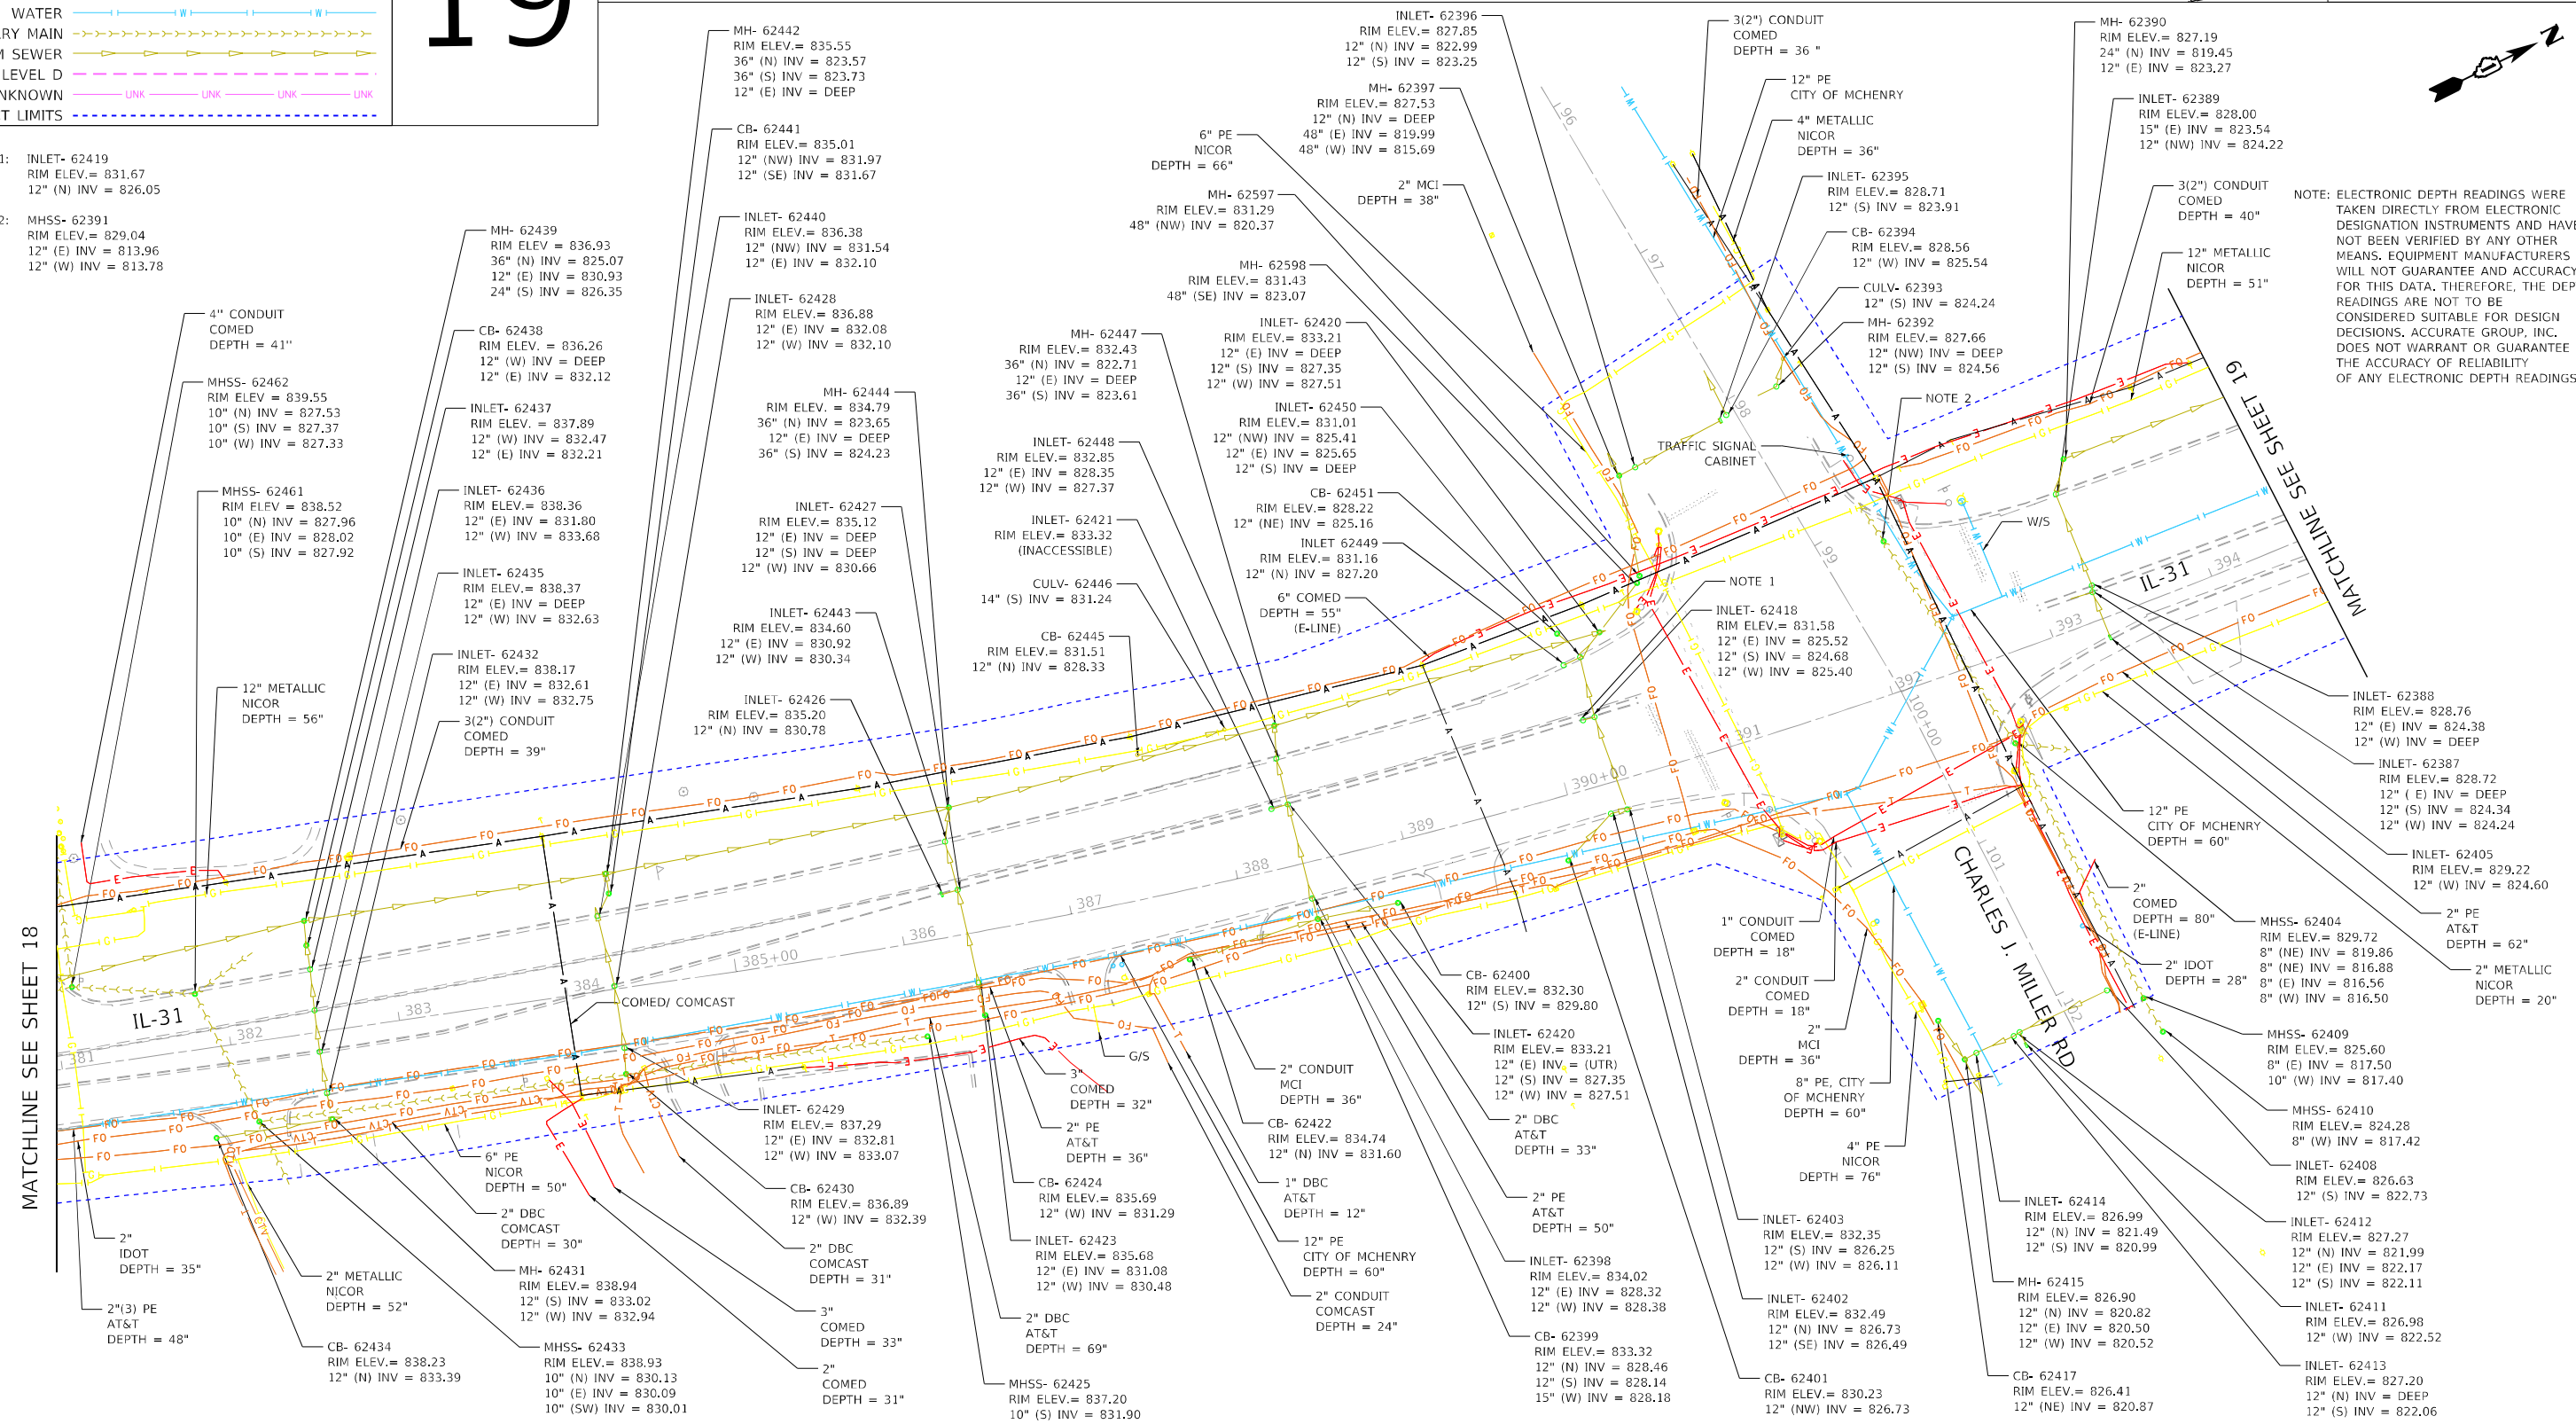 WATER
RY MAIN
M SEWER
LEVEL D
NKNOWN
T LIMITS
W
W
UNK
UNK
UNK
UNK
19
1: INLET- 62419
RIM ELEV.= 831.67
12" (N) INV = 826.05
2: MHSS- 62391
RIM ELEV.= 829.04
12" (E) INV = 813.96
12" (W) INV = 813.78
4" CONDUIT
COMED
DEPTH = 41"
MHSS- 62462
RIM ELEV = 839.55
10" (N) INV = 827.53
10" (S) INV = 827.37
10" (W) INV = 827.33
MHSS- 62461
RIM ELEV = 838.52
10" (N) INV = 827.96
10" (E) INV = 828.02
10" (S) INV = 827.92
12" METALLIC
NICOR
DEPTH = 56"
MH- 62439
RIM ELEV = 836.93
36" (N) INV = 825.07
12" (E) INV = 830.93
24" (S) INV = 826.35
CB- 62438
RIM ELEV. = 836.26
12" (W) INV = DEEP
12" (E) INV = 832.12
INLET- 62437
RIM ELEV. = 837.89
12" (W) INV = 832.47
12" (E) INV = 832.21
INLET- 62436
RIM ELEV.= 838.36
12" (E) INV = 831.80
12" (W) INV = 833.68
INLET- 62435
RIM ELEV.= 838.37
12" (E) INV = DEEP
12" (W) INV = 832.63
INLET- 62432
RIM ELEV.= 838.17
12" (E) INV = 832.61
12" (W) INV = 832.75
3(2") CONDUIT
COMED
DEPTH = 39"
MH- 62442
RIM ELEV.= 835.55
36" (N) INV = 823.57
36" (S) INV = 823.73
12" (E) INV = DEEP
CB- 62441
RIM ELEV.= 835.01
12" (NW) INV = 831.97
12" (SE) INV = 831.67
INLET- 62440
RIM ELEV.= 836.38
12" (NW) INV = 831.54
12" (E) INV = 832.10
INLET- 62428
RIM ELEV.= 836.88
12" (E) INV = 832.08
12" (W) INV = 832.10
MH- 62444
RIM ELEV. = 834.79
36" (N) INV = 823.65
12" (E) INV = DEEP
36" (S) INV = 824.23
INLET- 62427
RIM ELEV.= 835.12
12" (E) INV = DEEP
12" (S) INV = DEEP
12" (W) INV = 830.66
INLET- 62443
RIM ELEV.= 834.60
12" (E) INV = 830.92
12" (W) INV = 830.34
INLET- 62426
RIM ELEV.= 835.20
12" (N) INV = 830.78
MH- 62447
RIM ELEV.= 832.43
36" (N) INV = 822.71
12" (E) INV = DEEP
36" (S) INV = 823.61
INLET- 62448
RIM ELEV.= 832.85
12" (E) INV = 828.35
12" (W) INV = 827.37
INLET- 62421
RIM ELEV.= 833.32
(INACCESSIBLE)
CULV- 62446
14" (S) INV = 831.24
CB- 62445
RIM ELEV.= 831.51
12" (N) INV = 828.33
INLET- 62396
RIM ELEV.= 827.85
12" (N) INV = 822.99
12" (S) INV = 823.25
MH- 62397
RIM ELEV.= 827.53
12" (N) INV = DEEP
48" (E) INV = 819.99
48" (W) INV = 815.69
6" PE
NICOR
DEPTH = 66"
2" MCI
DEPTH = 38"
MH- 62597
RIM ELEV.= 831.29
48" (NW) INV = 820.37
MH- 62598
RIM ELEV.= 831.43
48" (SE) INV = 823.07
INLET- 62420
RIM ELEV.= 833.21
12" (E) INV = DEEP
12" (S) INV = 827.35
12" (W) INV = 827.51
INLET- 62450
RIM ELEV.= 831.01
12" (NW) INV = 825.41
12" (E) INV = 825.65
12" (S) INV = DEEP
CB- 62451
RIM ELEV.= 828.22
12" (NE) INV = 825.16
INLET 62449
RIM ELEV.= 831.16
12" (N) INV = 827.20
6" COMED
DEPTH = 55"
(E-LINE)
3(2") CONDUIT
COMED
DEPTH = 36 "
12" PE
CITY OF MCHENRY
4" METALLIC
NICOR
DEPTH = 36"
INLET- 62395
RIM ELEV.= 828.71
12" (S) INV = 823.91
CB- 62394
RIM ELEV.= 828.56
12" (W) INV = 825.54
CULV- 62393
12" (S) INV = 824.24
MH- 62392
RIM ELEV.= 827.66
12" (NW) INV = DEEP
12" (S) INV = 824.56
NOTE 2
TRAFFIC SIGNAL
CABINET
W/S
NOTE 1
INLET- 62418
RIM ELEV.= 831.58
12" (E) INV = 825.52
12" (S) INV = 824.68
12" (W) INV = 825.40
MH- 62390
RIM ELEV.= 827.19
24" (N) INV = 819.45
12" (E) INV = 823.27
INLET- 62389
RIM ELEV.= 828.00
15" (E) INV = 823.54
12" (NW) INV = 824.22
3(2") CONDUIT
COMED
DEPTH = 40"
12" METALLIC
NICOR
DEPTH = 51"
N
NOTE: ELECTRONIC DEPTH READINGS WERE
TAKEN DIRECTLY FROM ELECTRONIC
DESIGNATION INSTRUMENTS AND HAVE
NOT BEEN VERIFIED BY ANY OTHER
MEANS. EQUIPMENT MANUFACTURERS
WILL NOT GUARANTEE AND ACCURACY
FOR THIS DATA. THEREFORE, THE DEP
READINGS ARE NOT TO BE
CONSIDERED SUITABLE FOR DESIGN
DECISIONS. ACCURATE GROUP, INC.
DOES NOT WARRANT OR GUARANTEE
THE ACCURACY OF RELIABILITY
OF ANY ELECTRONIC DEPTH READINGS
MATCHLINE SEE SHEET 19
MATCHLINE SEE SHEET 18
IL-31
IL-31
CHARLES J. MILLER RD
381
382
383
384
385+00
386
387
388
389
390+00
391
392
393
394
96
97
98
99
100+00
101
102
COMED/ COMCAST
G/S
2"
IDOT
DEPTH = 35"
2"(3) PE
AT&T
DEPTH = 48"
2" METALLIC
NICOR
DEPTH = 52"
CB- 62434
RIM ELEV.= 838.23
12" (N) INV = 833.39
6" PE
NICOR
DEPTH = 50"
2" DBC
COMCAST
DEPTH = 30"
MH- 62431
RIM ELEV.= 838.94
12" (S) INV = 833.02
12" (W) INV = 832.94
MHSS- 62433
RIM ELEV.= 838.93
10" (N) INV = 830.13
10" (E) INV = 830.09
10" (SW) INV = 830.01
INLET- 62429
RIM ELEV.= 837.29
12" (E) INV = 832.81
12" (W) INV = 833.07
CB- 62430
RIM ELEV.= 836.89
12" (W) INV = 832.39
2" DBC
COMCAST
DEPTH = 31"
3"
COMED
DEPTH = 33"
2"
COMED
DEPTH = 31"
3"
COMED
DEPTH = 32"
2" PE
AT&T
DEPTH = 36"
CB- 62424
RIM ELEV.= 835.69
12" (W) INV = 831.29
INLET- 62423
RIM ELEV.= 835.68
12" (E) INV = 831.08
12" (W) INV = 830.48
2" DBC
AT&T
DEPTH = 69"
MHSS- 62425
RIM ELEV.= 837.20
10" (S) INV = 831.90
2" CONDUIT
MCI
DEPTH = 36"
CB- 62422
RIM ELEV.= 834.74
12" (N) INV = 831.60
1" DBC
AT&T
DEPTH = 12"
12" PE
CITY OF MCHENRY
DEPTH = 60"
2" CONDUIT
COMCAST
DEPTH = 24"
CB- 62400
RIM ELEV.= 832.30
12" (S) INV = 829.80
INLET- 62420
RIM ELEV.= 833.21
12" (E) INV = (UTR)
12" (S) INV = 827.35
12" (W) INV = 827.51
2" DBC
AT&T
DEPTH = 33"
2" PE
AT&T
DEPTH = 50"
INLET- 62398
RIM ELEV.= 834.02
12" (E) INV = 828.32
12" (W) INV = 828.38
CB- 62399
RIM ELEV.= 833.32
12" (N) INV = 828.46
12" (S) INV = 828.14
15" (W) INV = 828.18
1" CONDUIT
COMED
DEPTH = 18"
2" CONDUIT
COMED
DEPTH = 18"
2"
MCI
DEPTH = 36"
8" PE, CITY
OF MCHENRY
DEPTH = 60"
4" PE
NICOR
DEPTH = 76"
INLET- 62403
RIM ELEV.= 832.35
12" (S) INV = 826.25
12" (W) INV = 826.11
INLET- 62402
RIM ELEV.= 832.49
12" (N) INV = 826.73
12" (SE) INV = 826.49
CB- 62401
RIM ELEV.= 830.23
12" (NW) INV = 826.73
INLET- 62414
RIM ELEV.= 826.99
12" (N) INV = 821.49
12" (S) INV = 820.99
MH- 62415
RIM ELEV.= 826.90
12" (N) INV = 820.82
12" (E) INV = 820.50
12" (W) INV = 820.52
CB- 62417
RIM ELEV.= 826.41
12" (NE) INV = 820.87
INLET- 62388
RIM ELEV.= 828.76
12" (E) INV = 824.38
12" (W) INV = DEEP
INLET- 62387
RIM ELEV.= 828.72
12" ( E) INV = DEEP
12" (S) INV = 824.34
12" (W) INV = 824.24
12" PE
CITY OF MCHENRY
DEPTH = 60"
INLET- 62405
RIM ELEV.= 829.22
12" (W) INV = 824.60
2"
COMED
DEPTH = 80"
(E-LINE)
2" PE
AT&T
DEPTH = 62"
MHSS- 62404
RIM ELEV.= 829.72
8" (NE) INV = 819.86
8" (NE) INV = 816.88
8" (E) INV = 816.56
8" (W) INV = 816.50
2" IDOT
DEPTH = 28"
2" METALLIC
NICOR
DEPTH = 20"
MHSS- 62409
RIM ELEV.= 825.60
8" (E) INV = 817.50
10" (W) INV = 817.40
MHSS- 62410
RIM ELEV.= 824.28
8" (W) INV = 817.42
INLET- 62408
RIM ELEV.= 826.63
12" (S) INV = 822.73
INLET- 62412
RIM ELEV.= 827.27
12" (N) INV = 821.99
12" (E) INV = 822.17
12" (S) INV = 822.11
INLET- 62411
RIM ELEV.= 826.98
12" (W) INV = 822.52
INLET- 62413
RIM ELEV.= 827.20
12" (N) INV = DEEP
12" (S) INV = 822.06